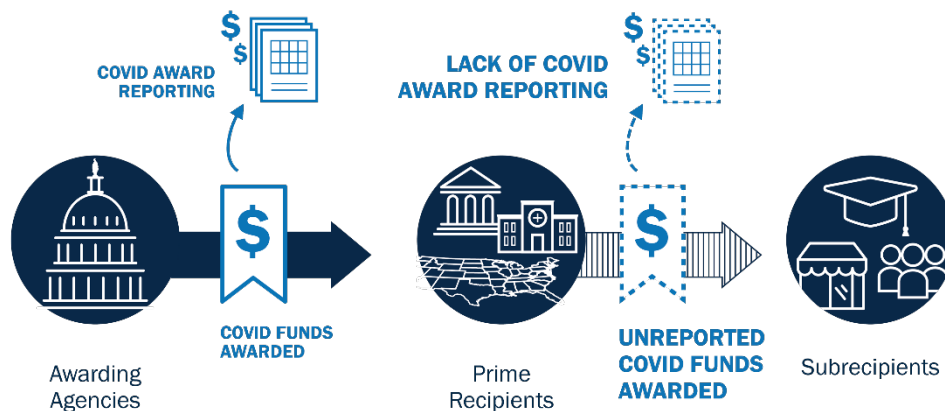 $
$
COVID AWARD
REPORTING
$
$
LACK OF COVID
AWARD REPORTING
$
$
COVID FUNDS
AWARDED
UNREPORTED
COVID FUNDS
AWARDED
Awarding
Agencies
Prime
Recipients
Subrecipients